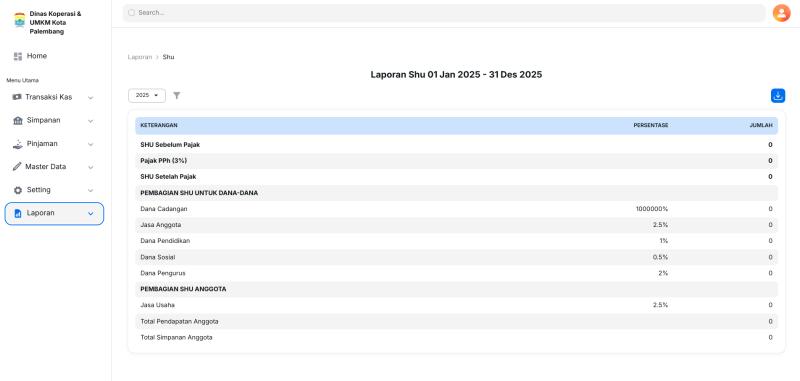 Dinas Koperasi &
UMKM Kota
Palembang
Search...
Home
Menu Utama
Transaksi Kas
Simpanan
Pinjaman
Master Data
Setting
Laporan
Laporan > Shu
Laporan Shu 01 Jan 2025 - 31 Des 2025
2025
KETERANGAN PERSENTASE JUMLAH
SHU Sebelum Pajak 0
Pajak PPh (3%) 0
SHU Setelah Pajak 0
PEMBAGIAN SHU UNTUK DANA-DANA
Dana Cadangan 1000000% 0
Jasa Anggota 2.5% 0
Dana Pendidikan 1% 0
Dana Sosial 0.5% 0
Dana Pengurus 2% 0
PEMBAGIAN SHU ANGGOTA
Jasa Usaha 2.5% 0
Total Pendapatan Anggota 0
Total Simpanan Anggota 0